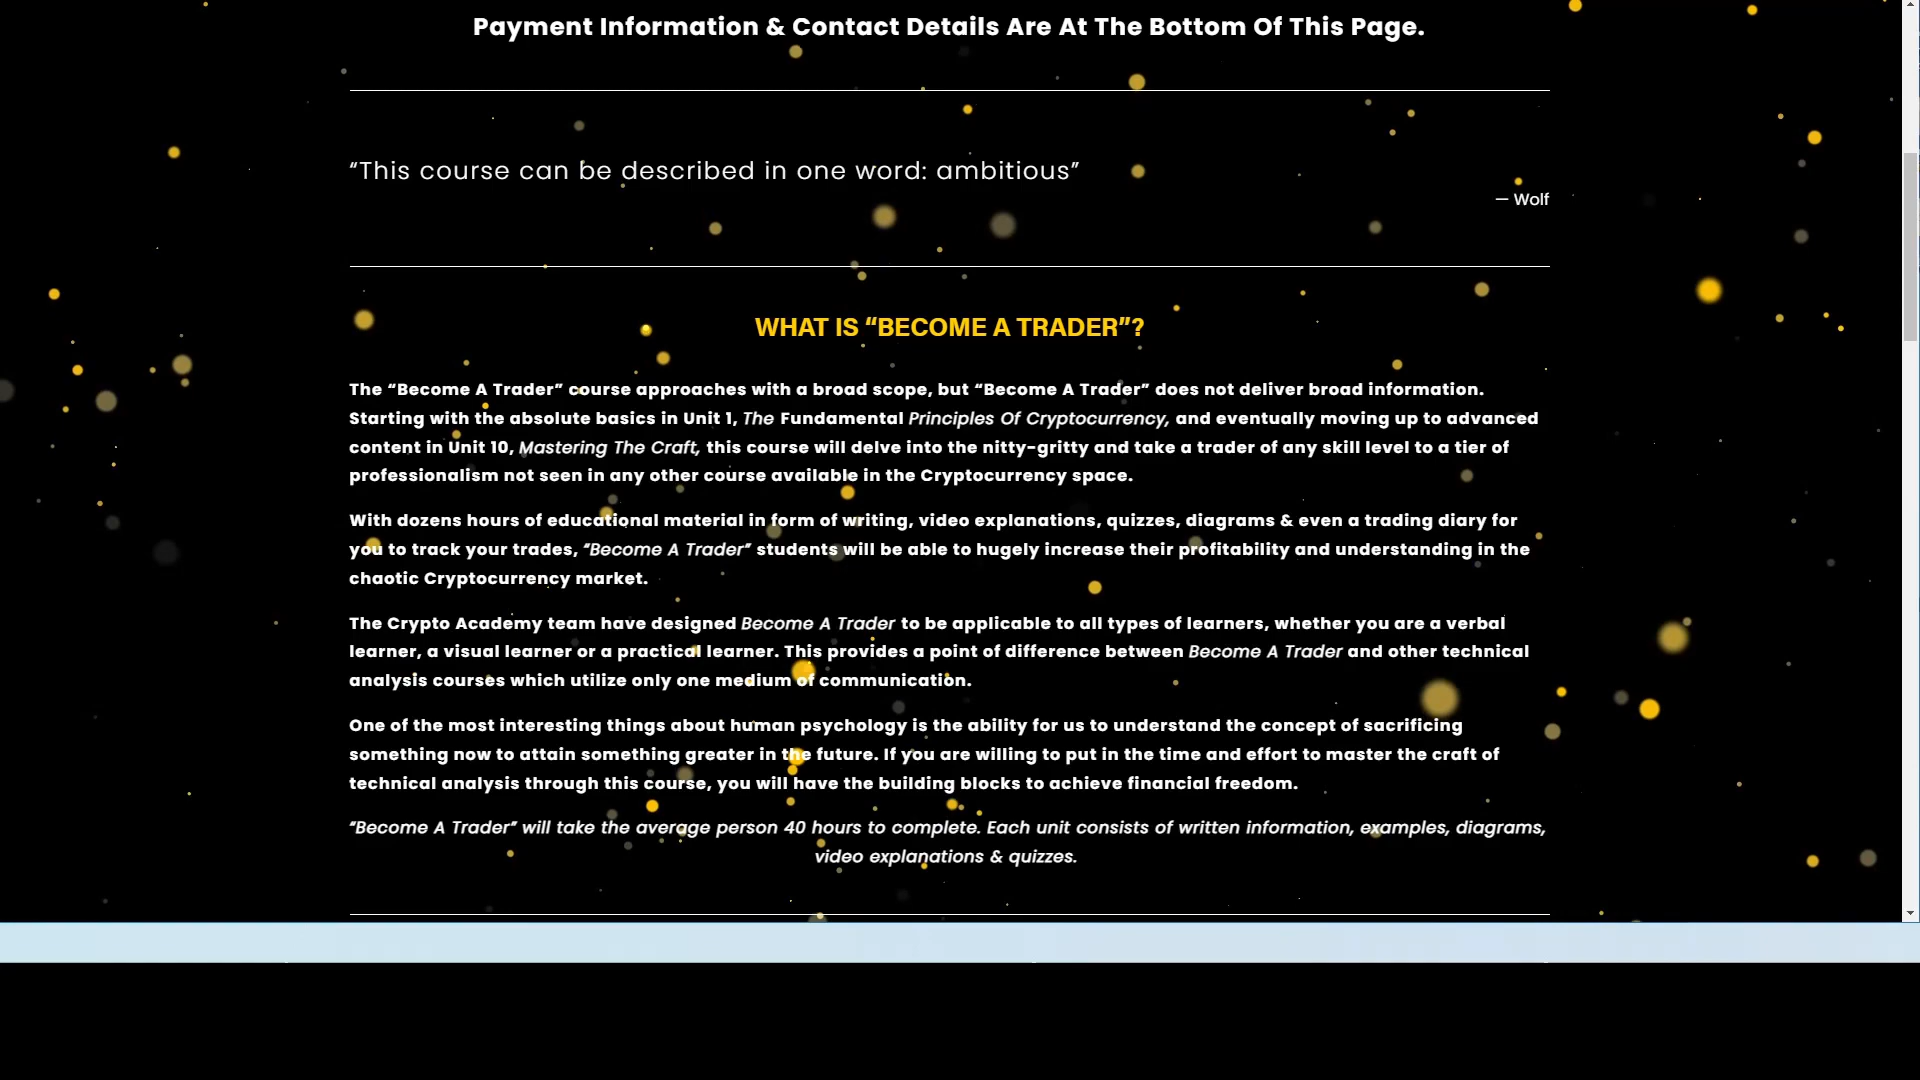 Payment Information & Contact Details Are At The Bottom Of This Page.
“This course can be described in one word: ambitious”
— Wolf
WHAT IS “BECOME A TRADER”?
The “Become A Trader” course approaches with a broad scope, but “Become A Trader” does not deliver broad information.
Starting with the absolute basics in Unit 1, The Fundamental Principles Of Cryptocurrency, and eventually moving up to advanced
content in Unit 10, Mastering The Craft, this course will delve into the nitty-gritty and take a trader of any skill level to a tier of
professionalism not seen in any other course available in the Cryptocurrency space.
With dozens hours of educational material in form of writing, video explanations, quizzes, diagrams & even a trading diary for
you to track your trades, “Become A Trader” students will be able to hugely increase their profitability and understanding in the
chaotic Cryptocurrency market.
The Crypto Academy team have designed Become A Trader to be applicable to all types of learners, whether you are a verbal
learner, a visual learner or a practical learner. This provides a point of difference between Become A Trader and other technical
analysis courses which utilize only one medium of communication.
One of the most interesting things about human psychology is the ability for us to understand the concept of sacrificing
something now to attain something greater in the future. If you are willing to put in the time and effort to master the craft of
technical analysis through this course, you will have the building blocks to achieve financial freedom.
“Become A Trader” will take the average person 40 hours to complete. Each unit consists of written information, examples, diagrams,
video explanations & quizzes.